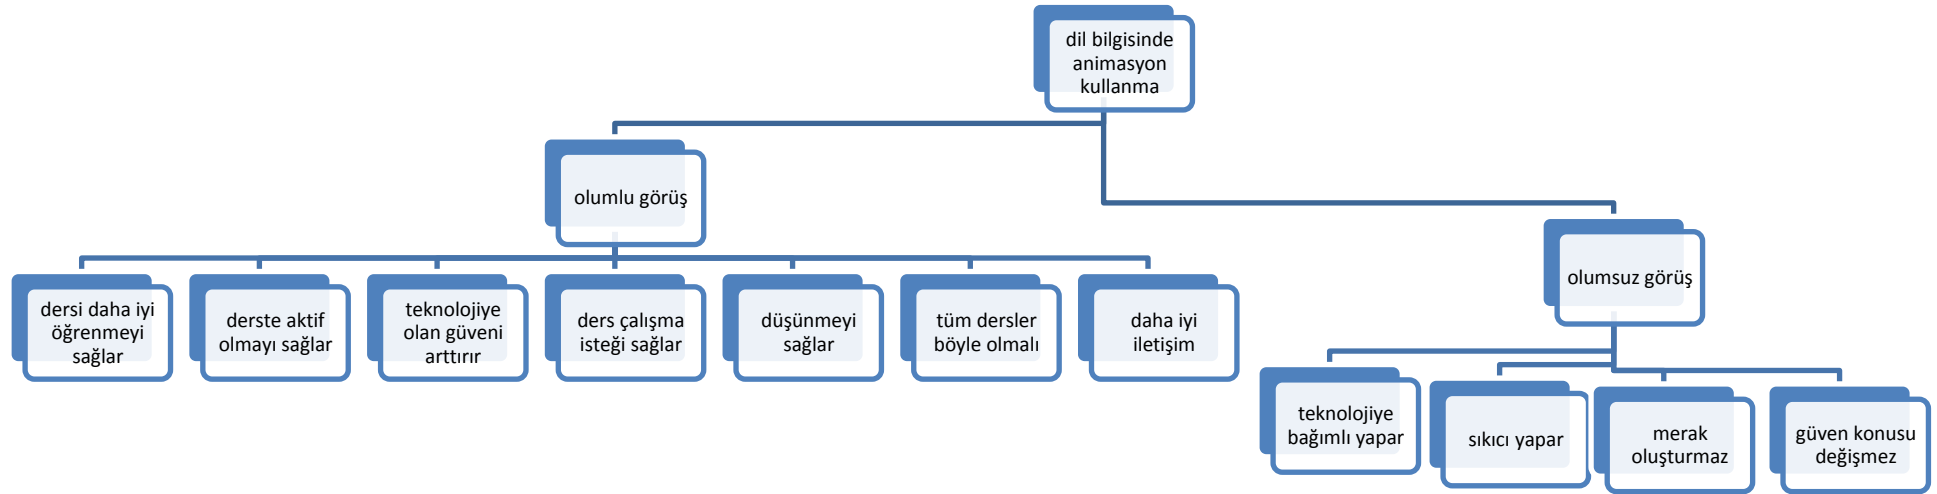 dil bilgisinde
animasyon
kullanma
olumlu görüş
olumsuz görüş
dersi daha iyi
öğrenmeyi
sağlar
derste aktif
olmayı sağlar
teknolojiye
olan güveni
arttırır
ders çalışma
isteği sağlar
düşünmeyi
sağlar
tüm dersler
böyle olmalı
daha iyi
iletişim
teknolojiye
bağımlı yapar
sıkıcı yapar
merak
oluşturmaz
güven konusu
değişmez